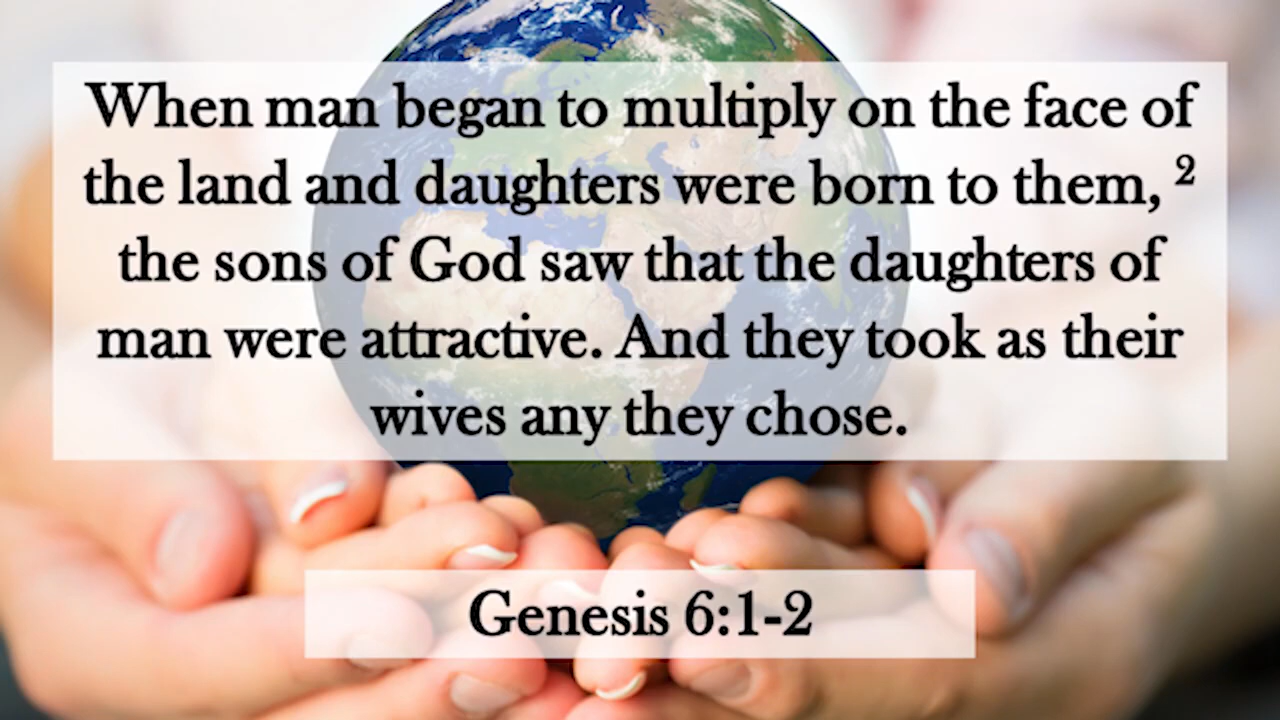 When man began to multiply on the face of
the land and daughters were born to them, ²
the sons of God saw that the daughters of
man were attractive. And they took as their
wives any they chose.
Genesis 6:1-2